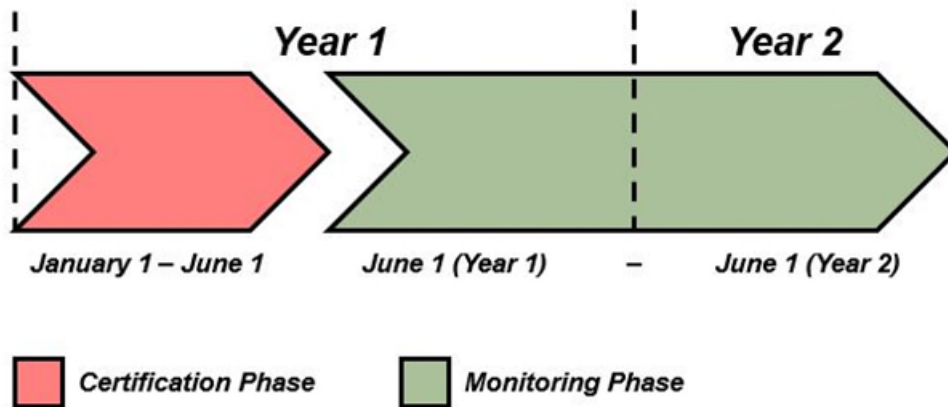 Year 1
Year 2
January 1 – June 1
June 1 (Year 1) – June 1 (Year 2)
Certification Phase
Monitoring Phase